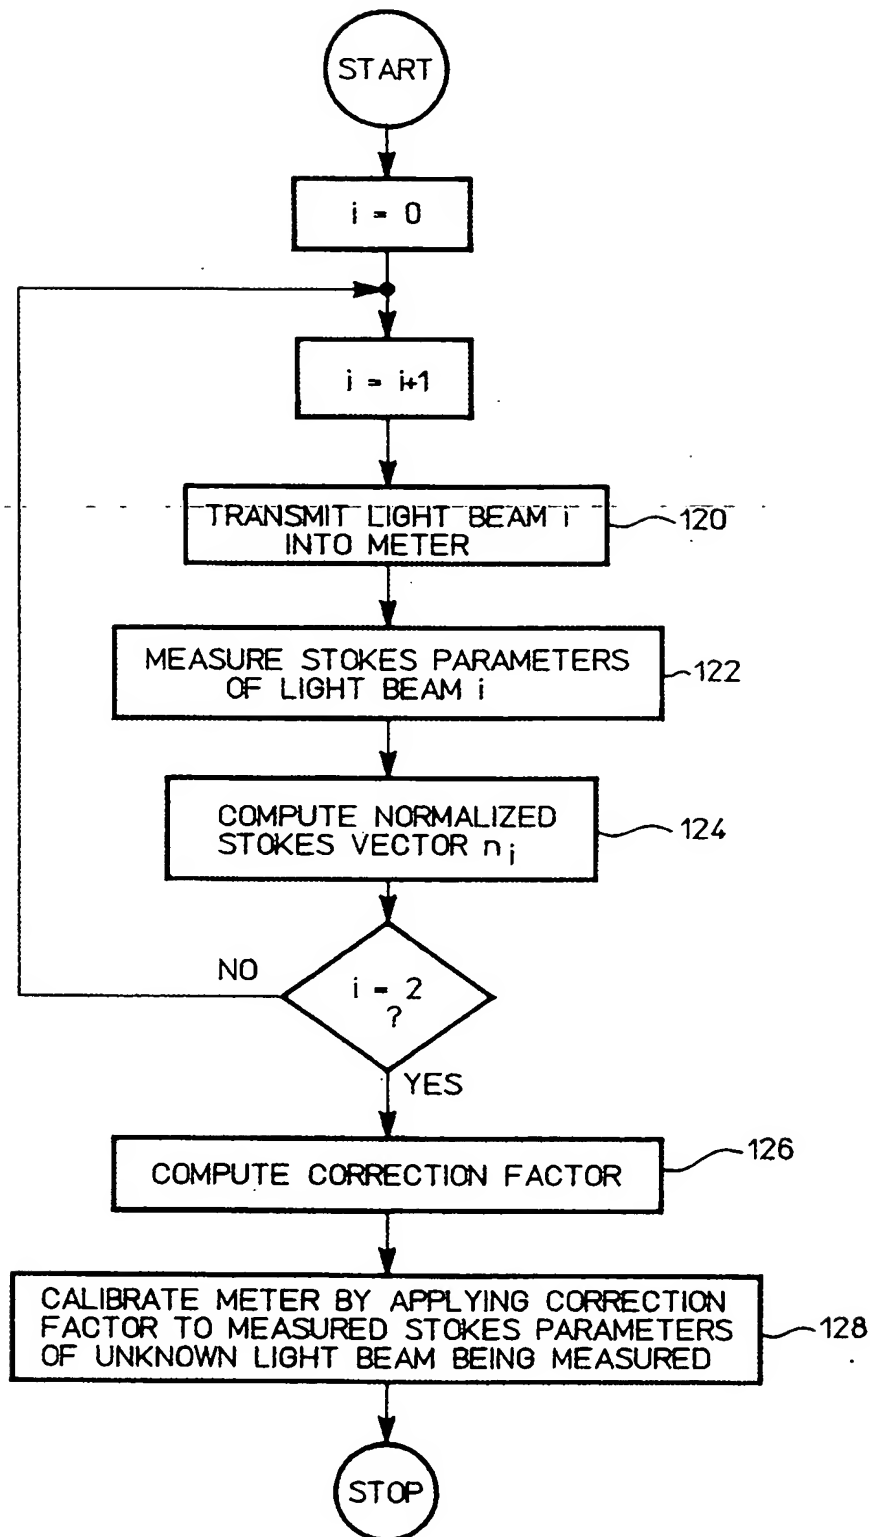 START
i = 0
i = i+1
TRANSMIT LIGHT BEAM i
INTO METER
120
MEASURE STOKES PARAMETERS
OF LIGHT BEAM i
122
COMPUTE NORMALIZED
STOKES VECTOR n i
124
i = 2
?
NO
YES
COMPUTE CORRECTION FACTOR
126
CALIBRATE METER BY APPLYING CORRECTION
FACTOR TO MEASURED STOKES PARAMETERS
OF UNKNOWN LIGHT BEAM BEING MEASURED
128
STOP